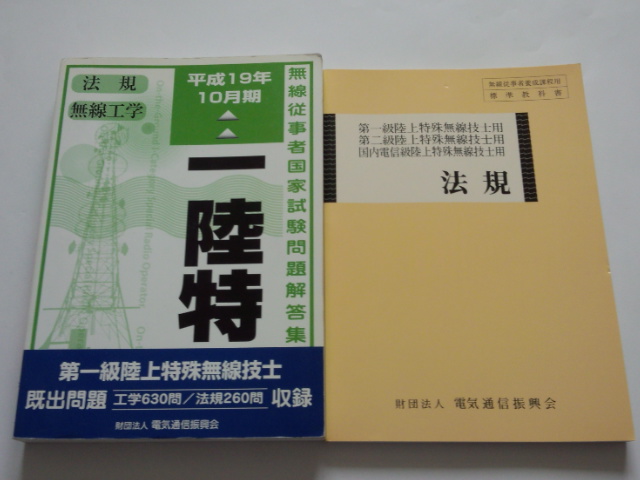 法規
無線工学
平成19年
10月期
無線従事者国家試験問題解答集
一陸特
第一級陸上特殊無線技士
既出問題 工学630問/法規260問 収録
財団法人 電気通信振興会
無線従事者養成課程用
標準教科書
第一級陸上特殊無線技士用
第二級陸上特殊無線技士用
国内電信級陸上特殊無線技士用
法規
財団法人 電気通信振興会